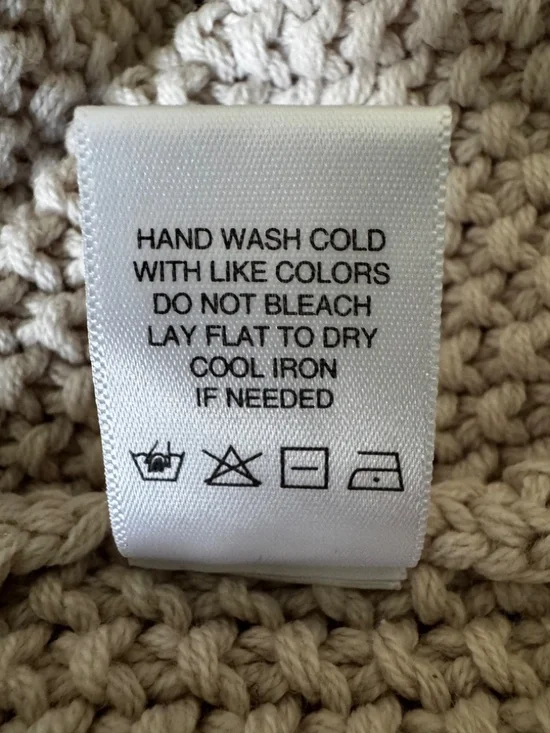 HAND WASH COLD
WITH LIKE COLORS
DO NOT BLEACH
LAY FLAT TO DRY
COOL IRON
IF NEEDED